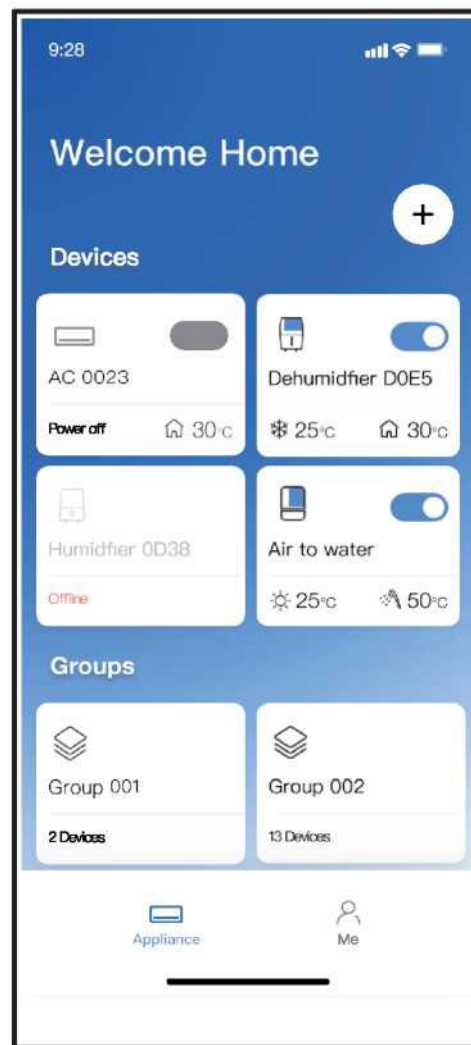 9:28
Welcome Home
+
Devices
AC 0023
Power off 30°C
Dehumidfier D0E5
25°C 30°C
Humidfier 0D38
Offline
Air to water
25°C 50°C
Groups
Group 001
2 Devices
Group 002
13 Devices
Appliance
Me